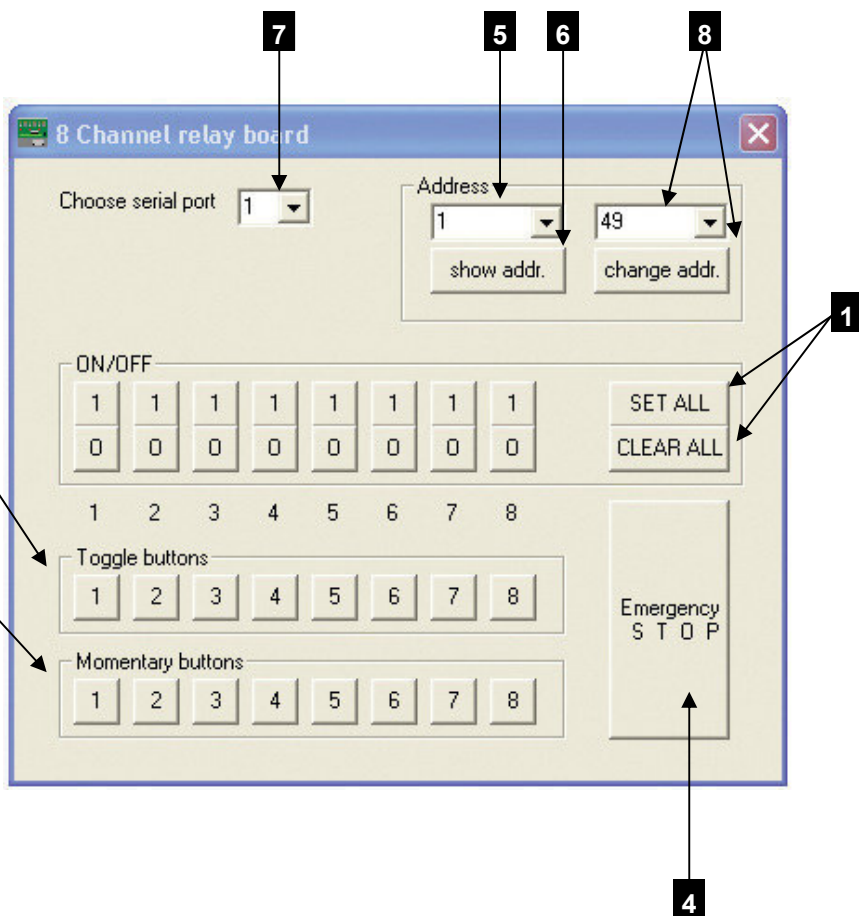 7 5 6 8
8 Channel relay board
Choose serial port 1
Address
1 49
show addr. change addr.
1
ON/OFF
1 1 1 1 1 1 1 1 SET ALL
0 0 0 0 0 0 0 0 CLEAR ALL
1 2 3 4 5 6 7 8
Toggle buttons
1 2 3 4 5 6 7 8
Emergency
S T O P
Momentary buttons
1 2 3 4 5 6 7 8
4